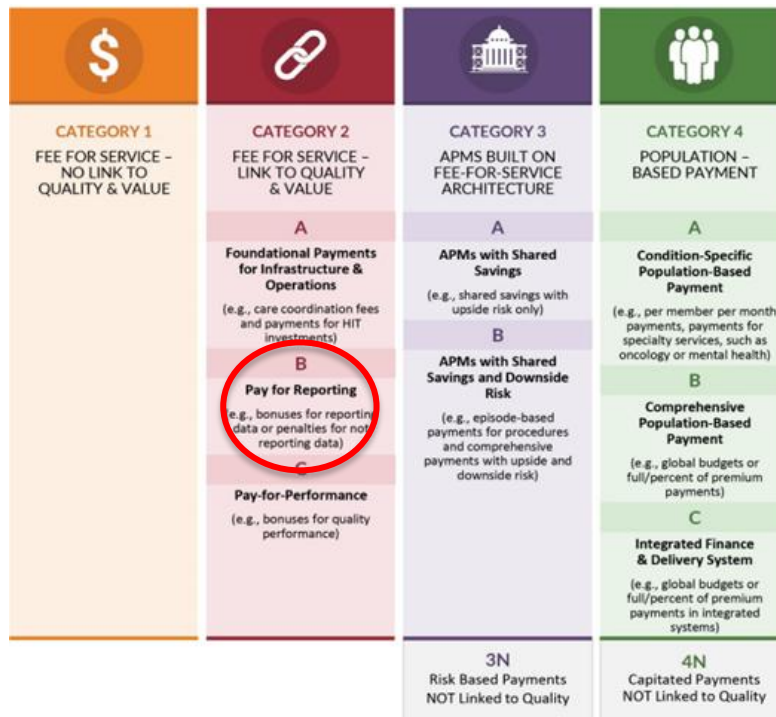 $
CATEGORY 1
FEE FOR SERVICE –
NO LINK TO
QUALITY & VALUE
CATEGORY 2
FEE FOR SERVICE –
LINK TO QUALITY
& VALUE
A
Foundational Payments
for Infrastructure &
Operations
(e.g., care coordination fees
and payments for HIT
investments)
B
Pay for Reporting
(e.g., bonuses for reporting
data or penalties for not
reporting data)
C
Pay-for-Performance
(e.g., bonuses for quality
performance)
CATEGORY 3
APMS BUILT ON
FEE-FOR-SERVICE
ARCHITECTURE
A
APMs with Shared
Savings
(e.g., shared savings with
upside risk only)
B
APMs with Shared
Savings and Downside
Risk
(e.g., episode-based
payments for procedures
and comprehensive
payments with upside and
downside risk)
3N
Risk Based Payments
NOT Linked to Quality
CATEGORY 4
POPULATION –
BASED PAYMENT
A
Condition-Specific
Population-Based
Payment
(e.g., per member per month
payments, payments for
specialty services, such as
oncology or mental health)
B
Comprehensive
Population-Based
Payment
(e.g., global budgets or
full/percent of premium
payments)
C
Integrated Finance
& Delivery System
(e.g., global budgets or
full/percent of premium
payments in integrated
systems)
4N
Capitated Payments
NOT Linked to Quality